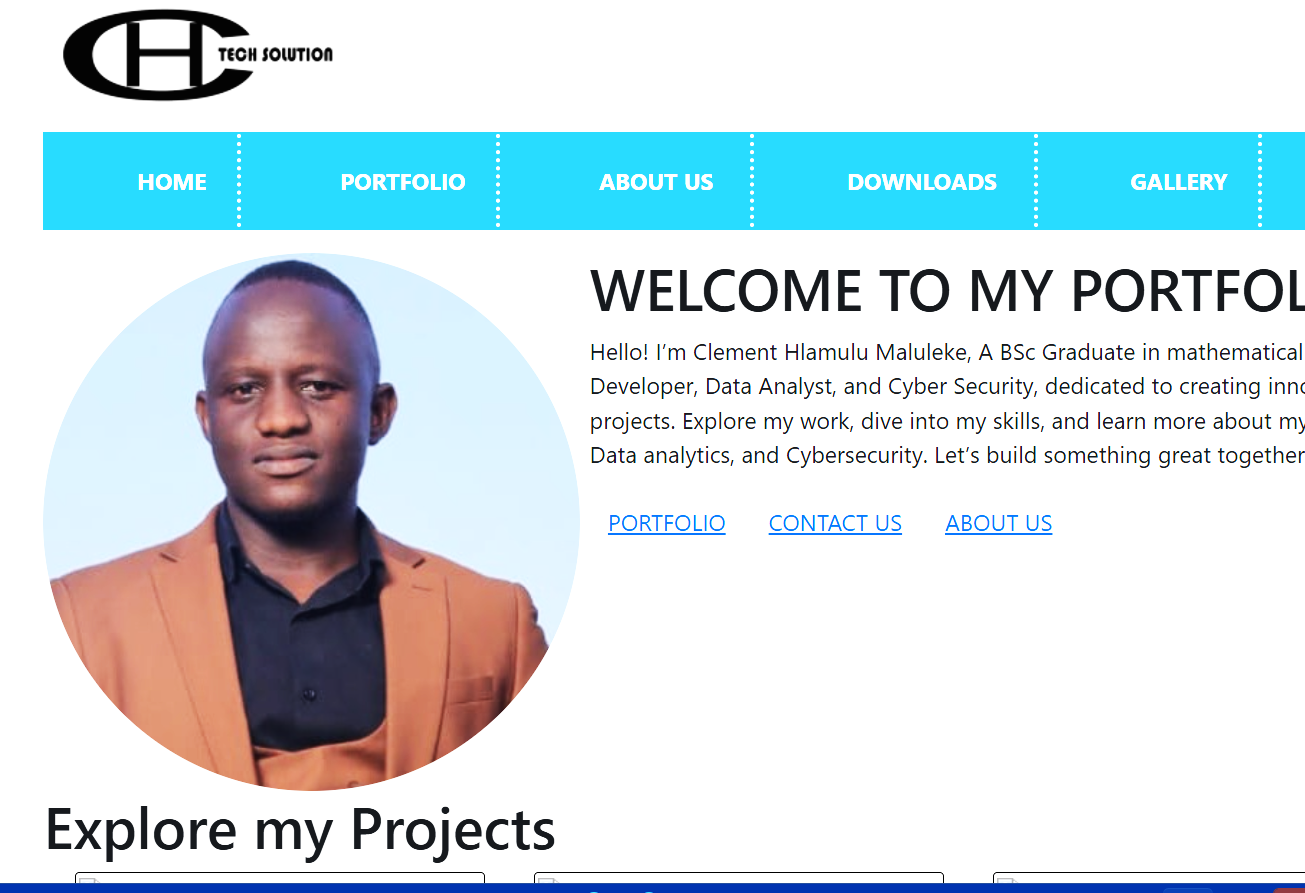 CH TECH SOLUTION
HOME PORTFOLIO ABOUT US DOWNLOADS GALLERY
WELCOME TO MY PORTFOL
Hello! I’m Clement Hlamulu Maluleke, A BSc Graduate in mathematical
Developer, Data Analyst, and Cyber Security, dedicated to creating inno
projects. Explore my work, dive into my skills, and learn more about my
Data analytics, and Cybersecurity. Let’s build something great together
PORTFOLIO CONTACT US ABOUT US
Explore my Projects